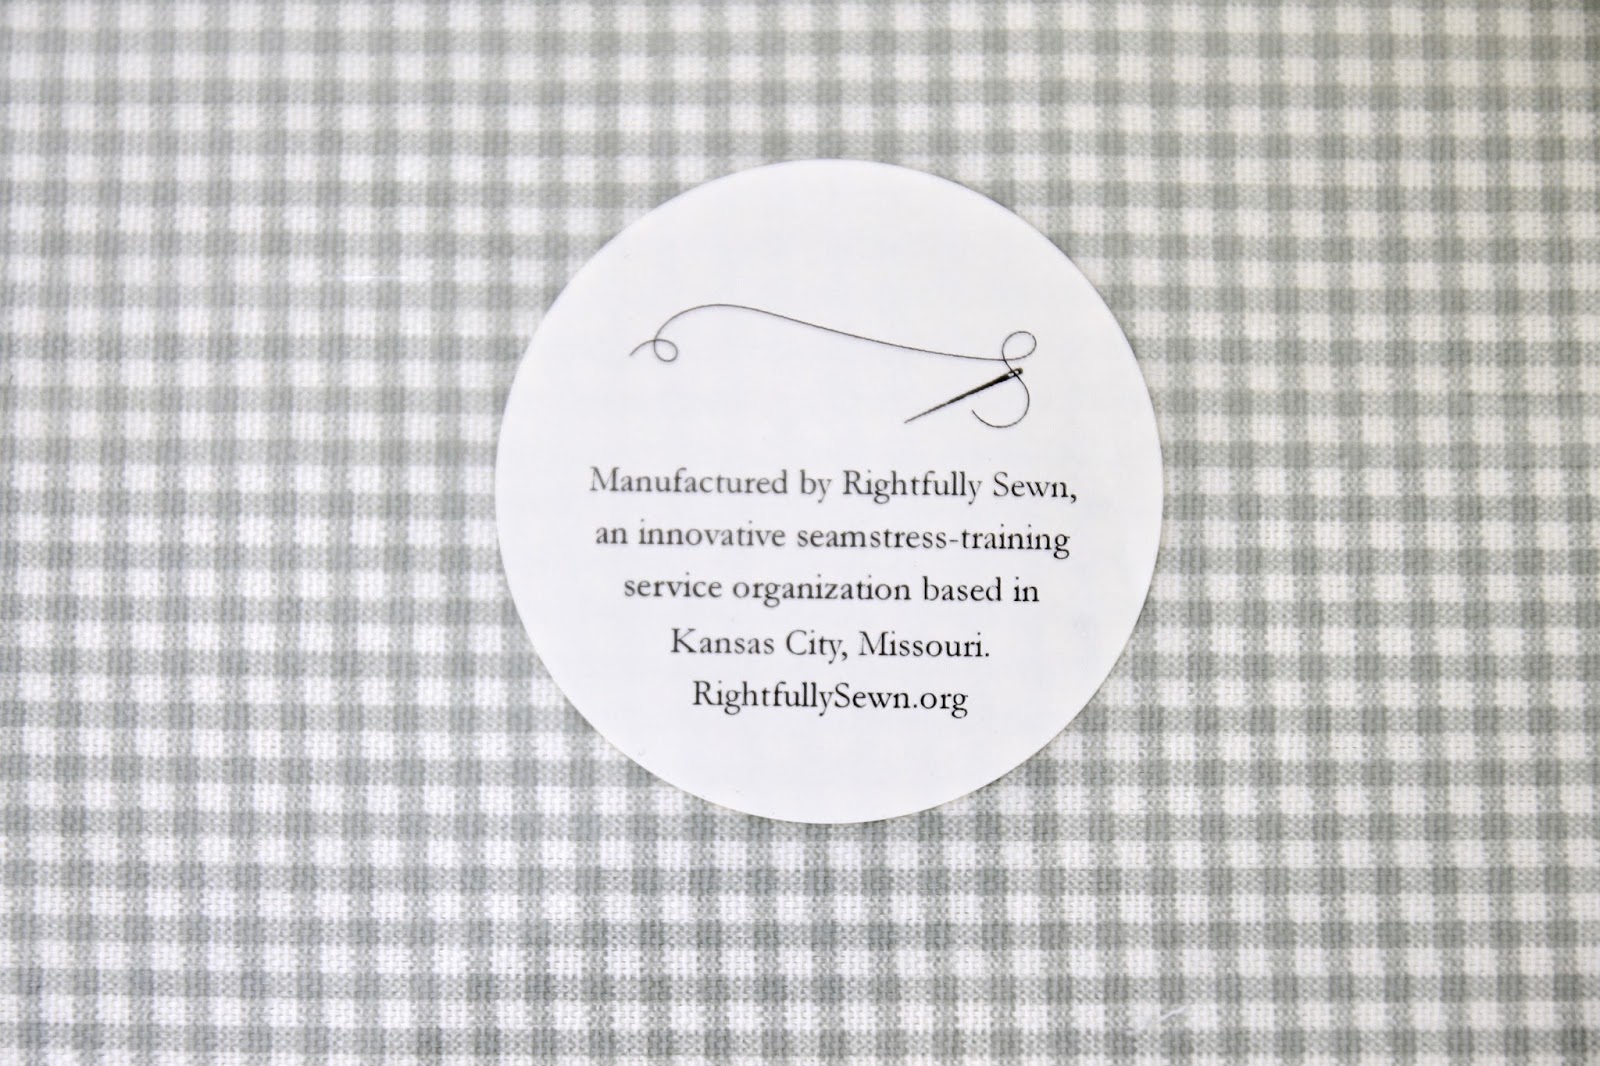 Manufactured by Rightfully Sewn,
an innovative seamstress-training
service organization based in
Kansas City, Missouri.
RightfullySewn.org